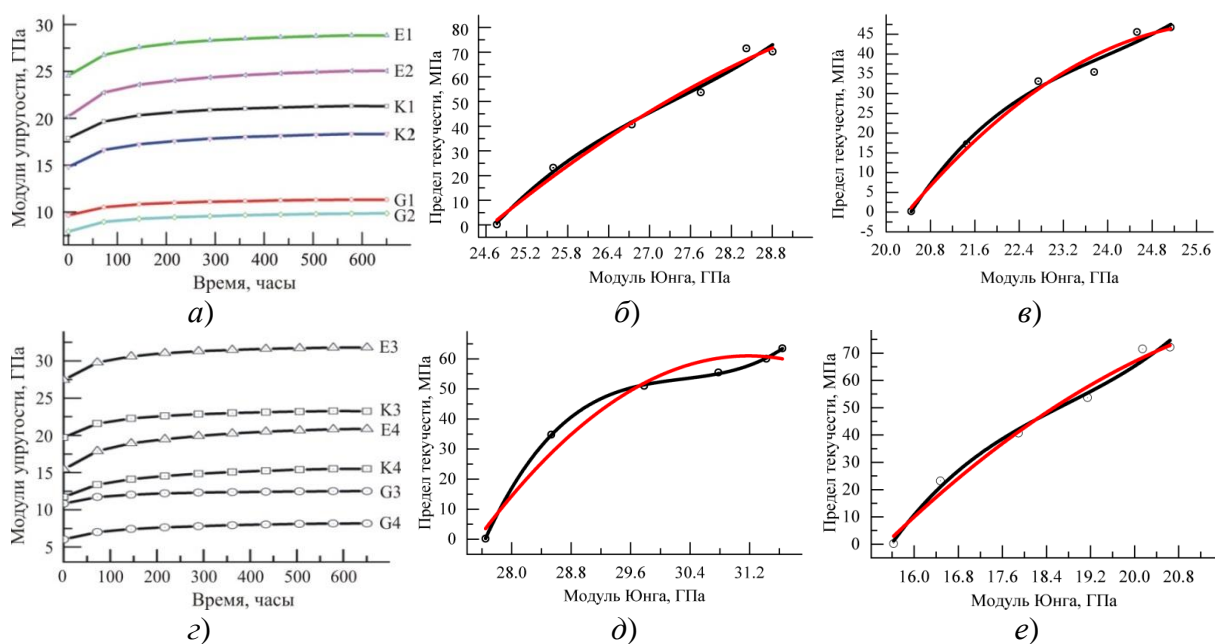 Модули упругости, ГПа
30
25
20
15
10
E1
E2
K1
K2
G1
G2
0 100 200 300 400 500 600
Время, часы
а)
Предел текучести, МПа
80
70
60
50
40
30
20
10
0
24.6 25.2 25.8 26.4 27.0 27.6 28.2 28.8
Модуль Юнга, ГПа
б)
Предел текучести, МПа
45
40
35
30
25
20
15
10
5
0
-5
20.0 20.8 21.6 22.4 23.2 24.0 24.8 25.6
Модуль Юнга, ГПа
в)
Модули упругости, ГПа
30
25
20
15
10
5
E3
K3
E4
K4
G3
G4
0 100 200 300 400 500 600
Время, часы
г)
Предел текучести, МПа
60
50
40
30
20
10
0
28.0 28.8 29.6 30.4 31.2
Модуль Юнга, ГПа
д)
Предел текучести, МПа
70
60
50
40
30
20
10
0
16.0 16.8 17.6 18.4 19.2 20.0 20.8
Модуль Юнга, ГПа
е)